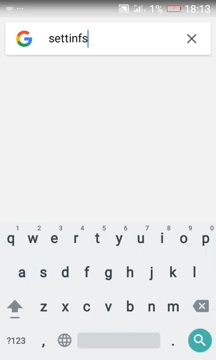 1% 18:13
settinfs
1 2 3 4 5 6 7 8 9 0
q w e r t y u i o p
a s d f g h j k l
z x c v b n m
?123 , .